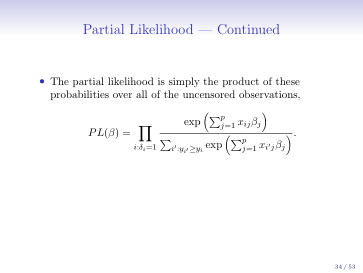 Partial Likelihood — Continued
• The partial likelihood is simply the product of these
probabilities over all of the uncensored observations,
PL(β) = ∏_{i:δ_i=1} exp(∑_{j=1}^{p} x_{ij}β_j) / ∑_{i′:y_{i′}≥y_i} exp(∑_{j=1}^{p} x_{i′j}β_j).
34 / 53